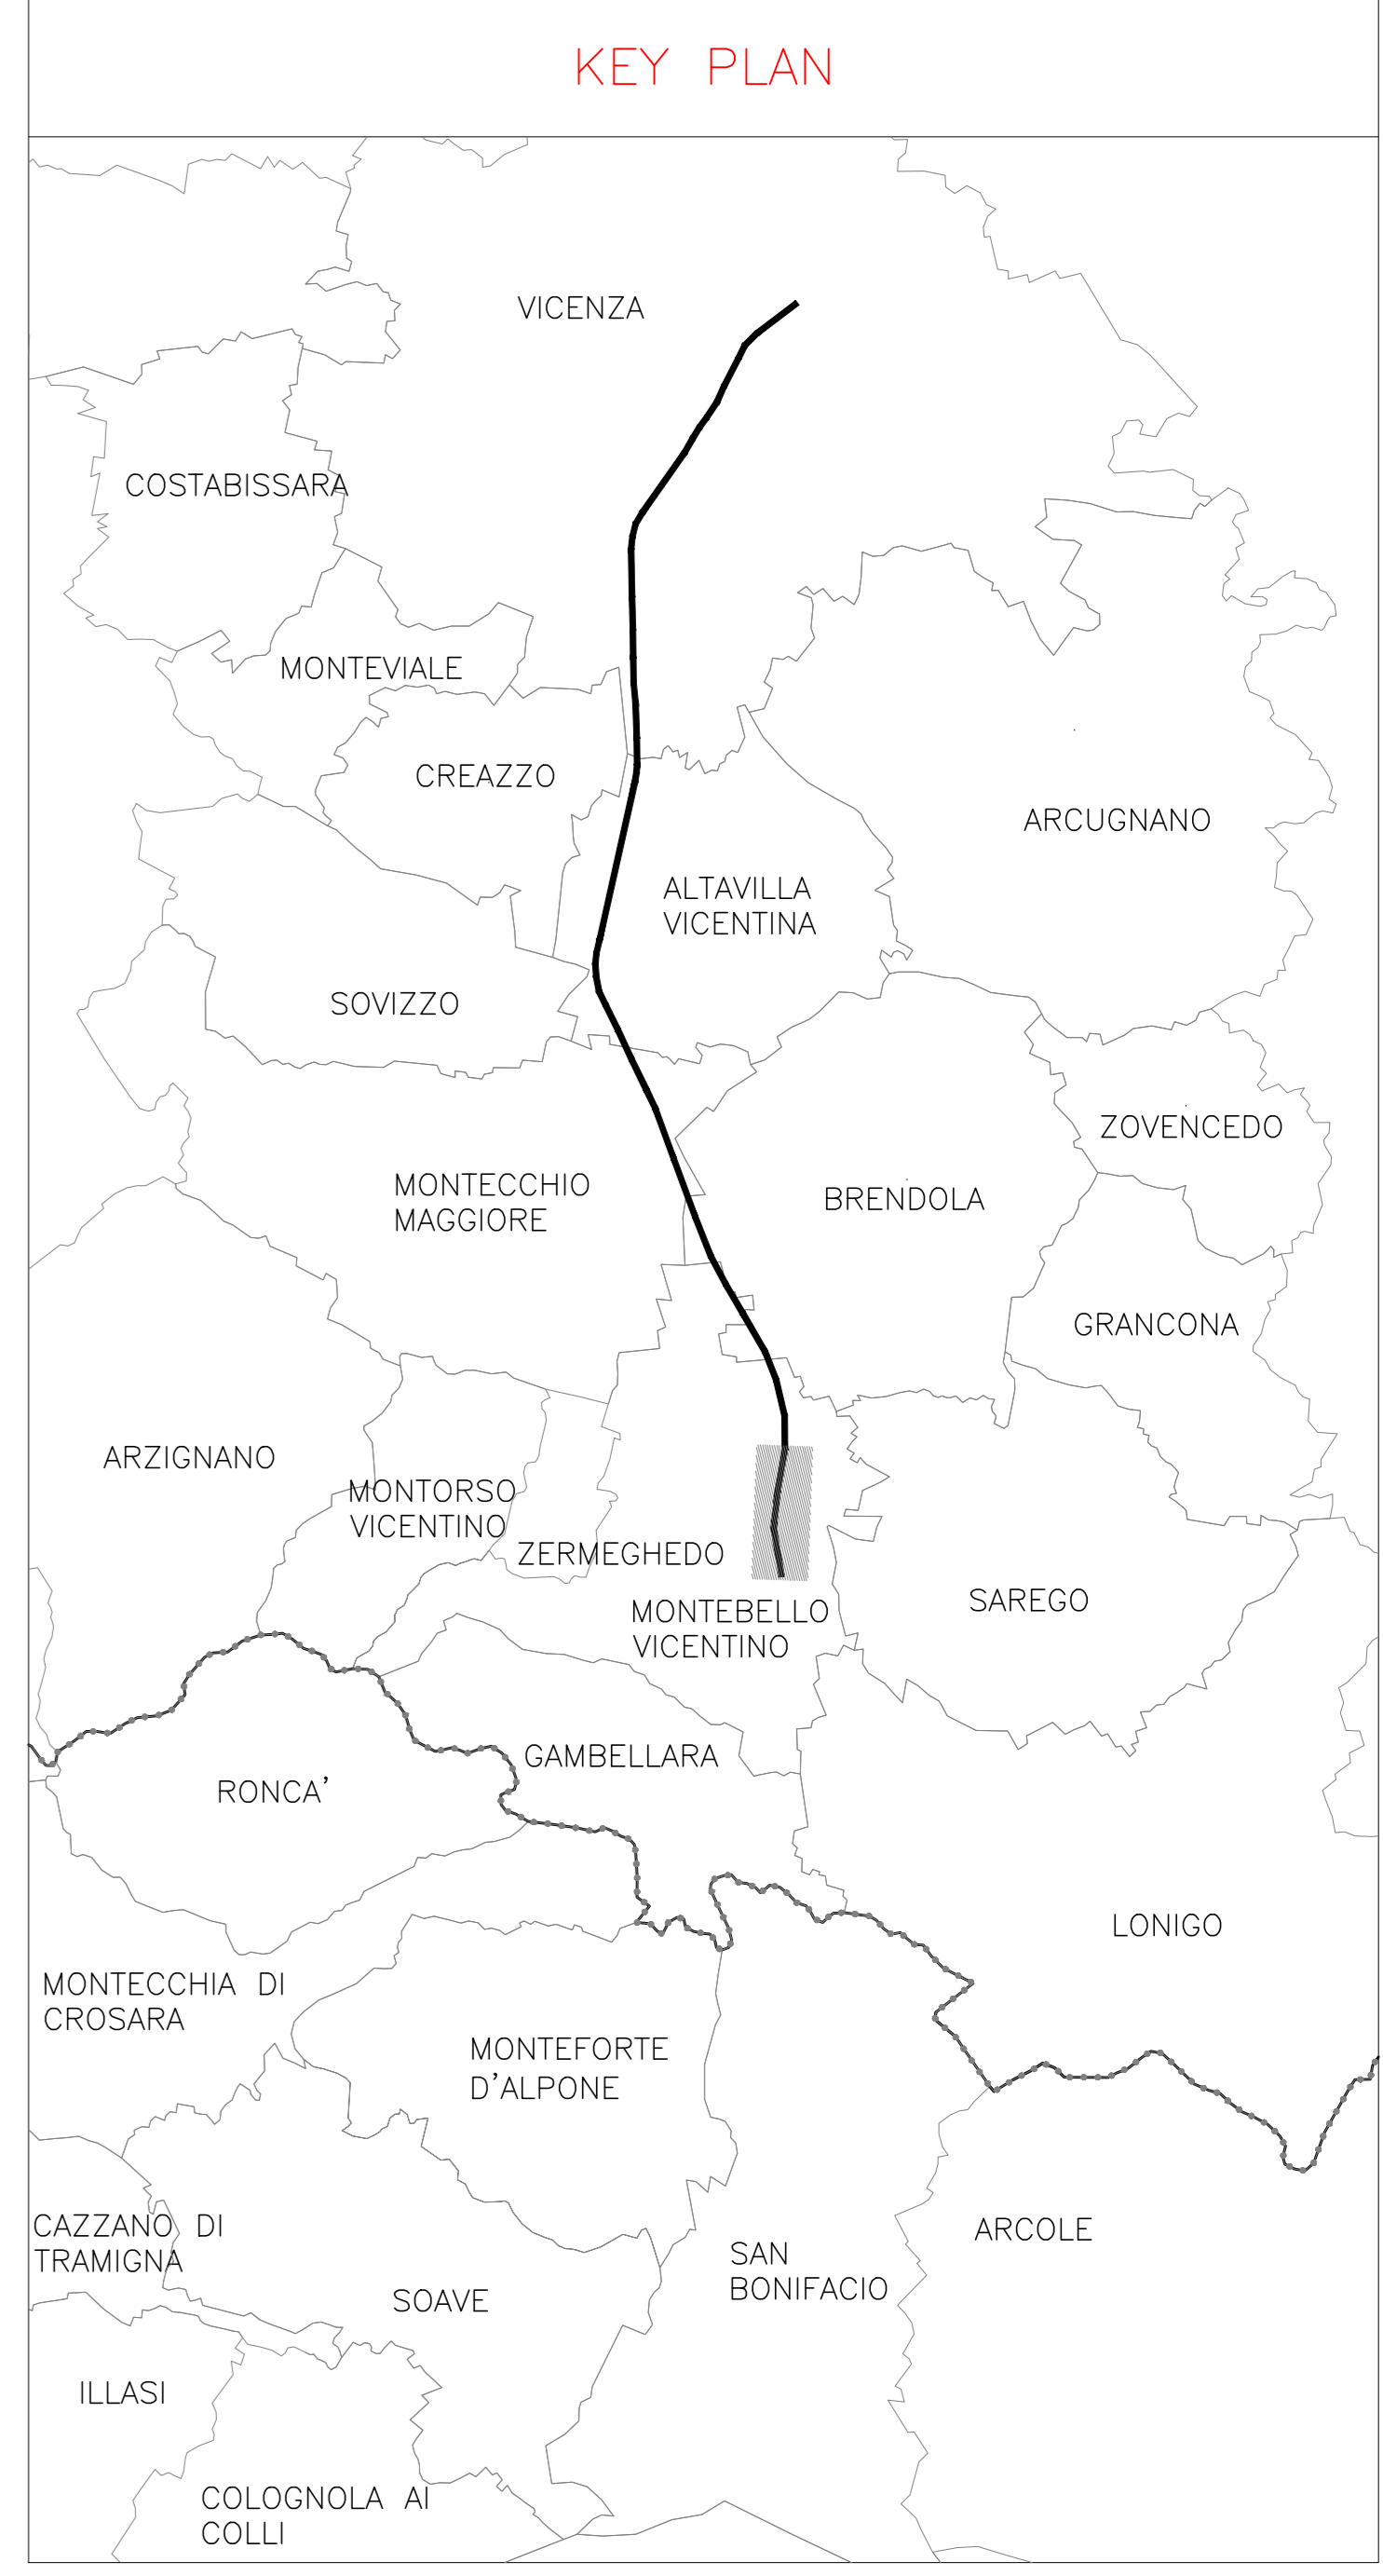 KEY PLAN
VICENZA
COSTABISSARA
MONTEVIALE
CREAZZO
ARCUGNANO
ALTAVILLA
VICENTINA
SOVIZZO
ZOVENCEDO
MONTECCHIO
MAGGIORE
BRENDOLA
GRANCONA
ARZIGNANO
MONTORSO
VICENTINO
ZERMEGHEDO
SAREGO
MONTEBELLO
VICENTINO
GAMBELLARA
RONCA'
LONIGO
MONTECCHIA DI
CROSARA
MONTEFORTE
D'ALPONE
CAZZANO DI
TRAMIGNA
ARCOLE
SAN
BONIFACIO
SOAVE
ILLASI
COLOGNOLA AI
COLLI